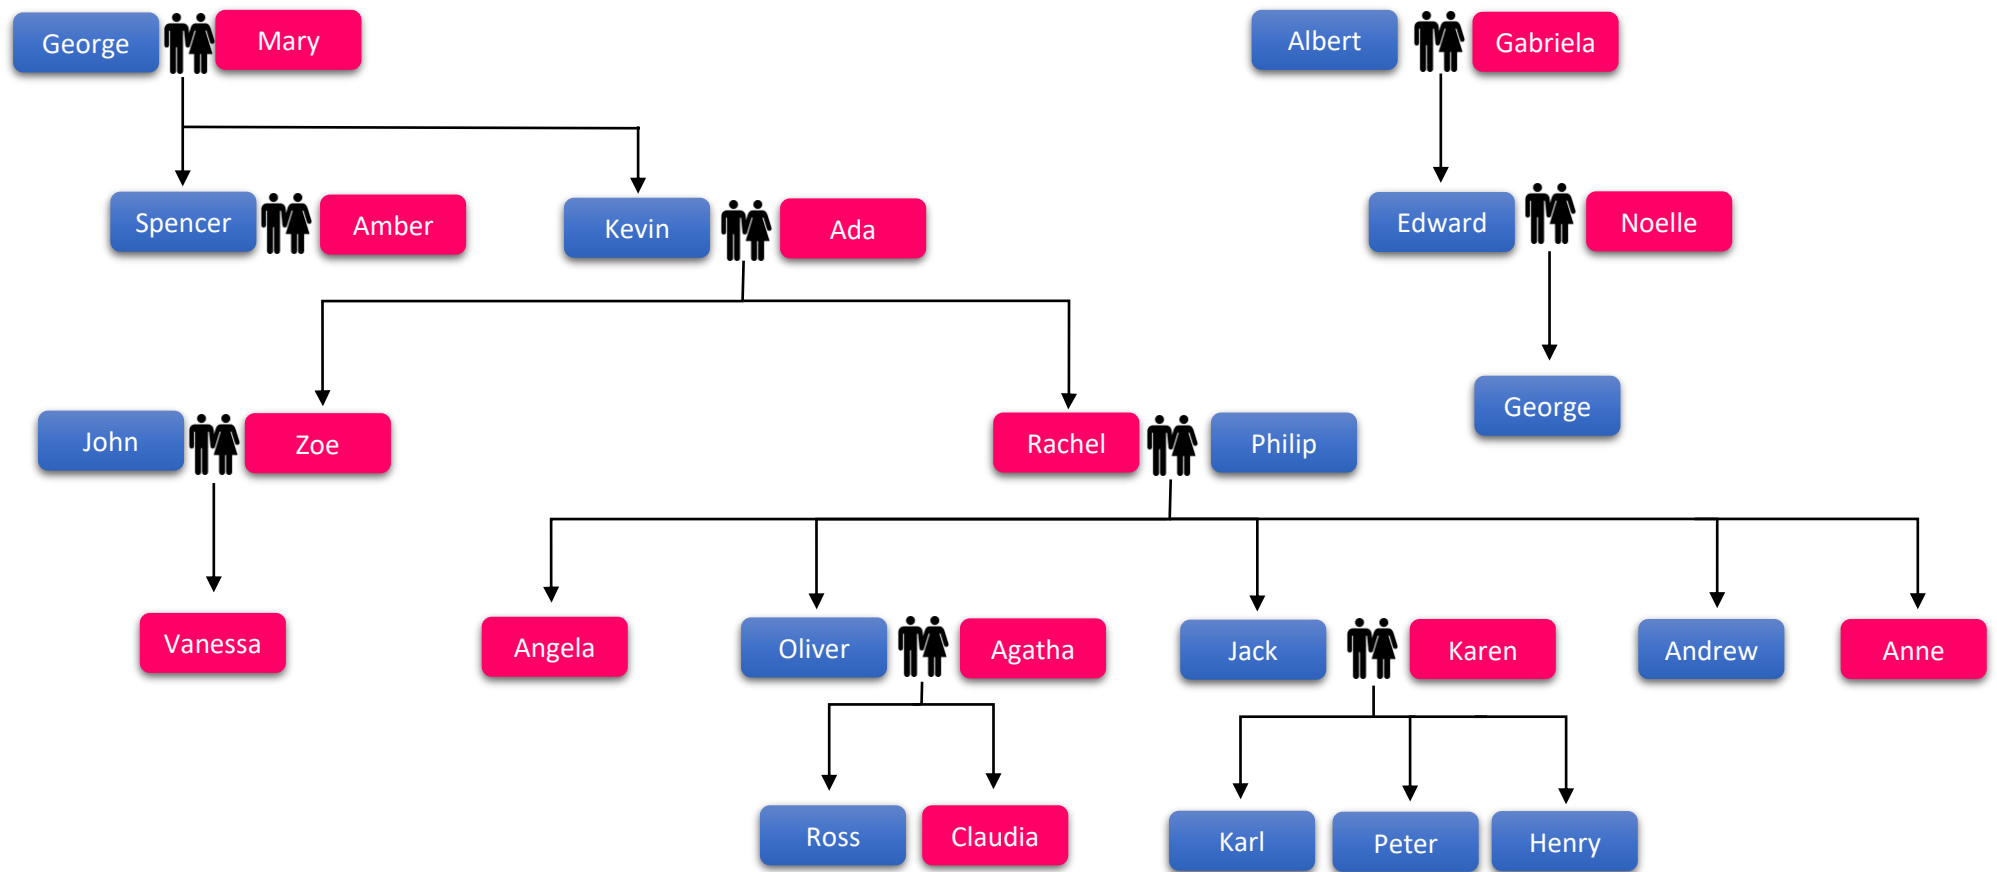 George
Mary
Albert
Gabriela
Spencer
Amber
Kevin
Ada
Edward
Noelle
George
John
Zoe
Rachel
Philip
Vanessa
Angela
Oliver
Agatha
Jack
Karen
Andrew
Anne
Ross
Claudia
Karl
Peter
Henry